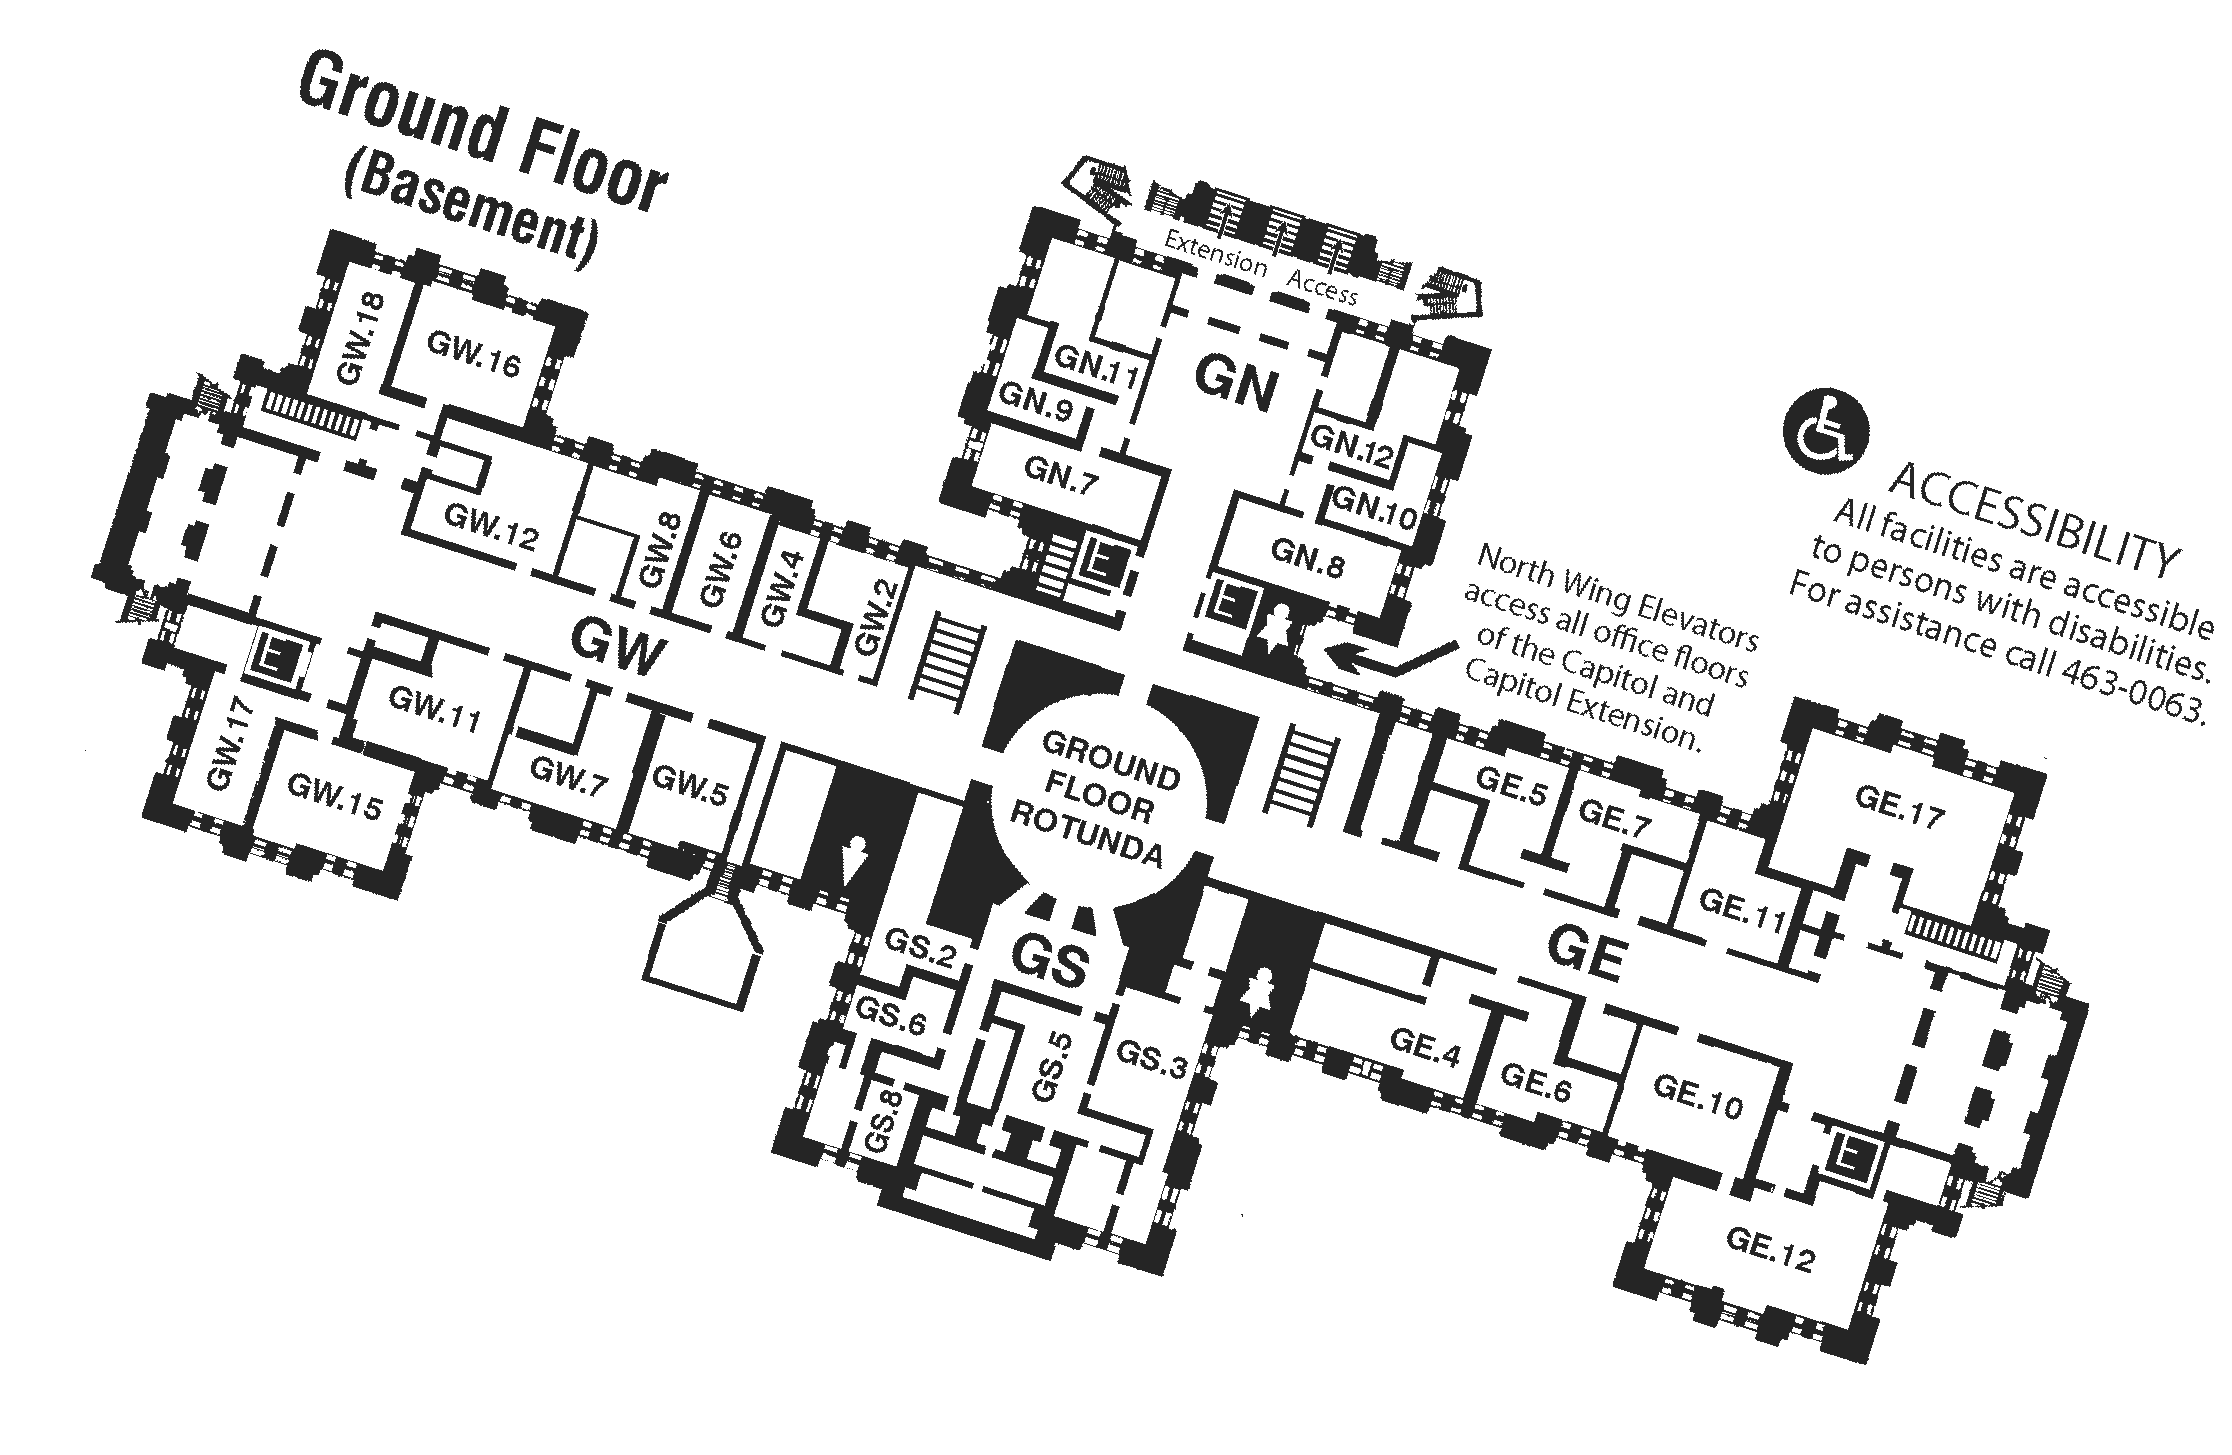 Ground Floor
(Basement)
Extension Access
GW.18
GW.16
GN.11
GN
GN.9
GN.12
GN.7
GN.10
GN.8
E
E
ACCESSIBILITY
All facilities are accessible
to persons with disabilities.
For assistance call 463-0063.
North Wing Elevators
access all office floors
of the Capitol and
Capitol Extension.
GW.12
GW.8
GW.6
GW.4
GW.2
GW
E
GW.11
GW.17
GW.15
GW.7
GW.5
GROUND
FLOOR
ROTUNDA
GE.5
GE.7
GE.17
GE.11
GE
GS.2
GS
GS.6
GS.5
GS.3
GS.8
GE.4
GE.6
GE.10
E
GE.12